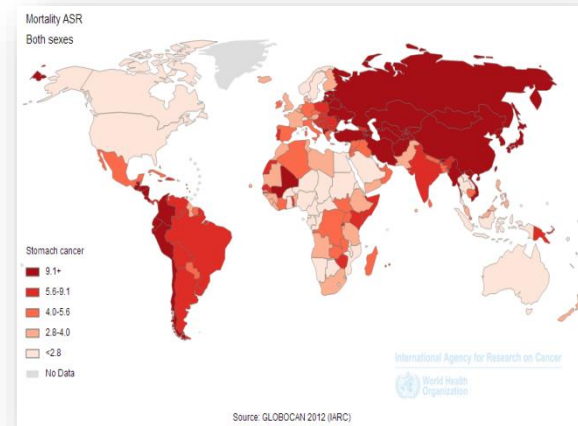 Mortality ASR
Both sexes
Stomach cancer
9.1+
5.6-9.1
4.0-5.6
2.8-4.0
<2.8
No Data
International Agency for Research on Cancer
World Health
Organization
Source: GLOBOCAN 2012 (IARC)